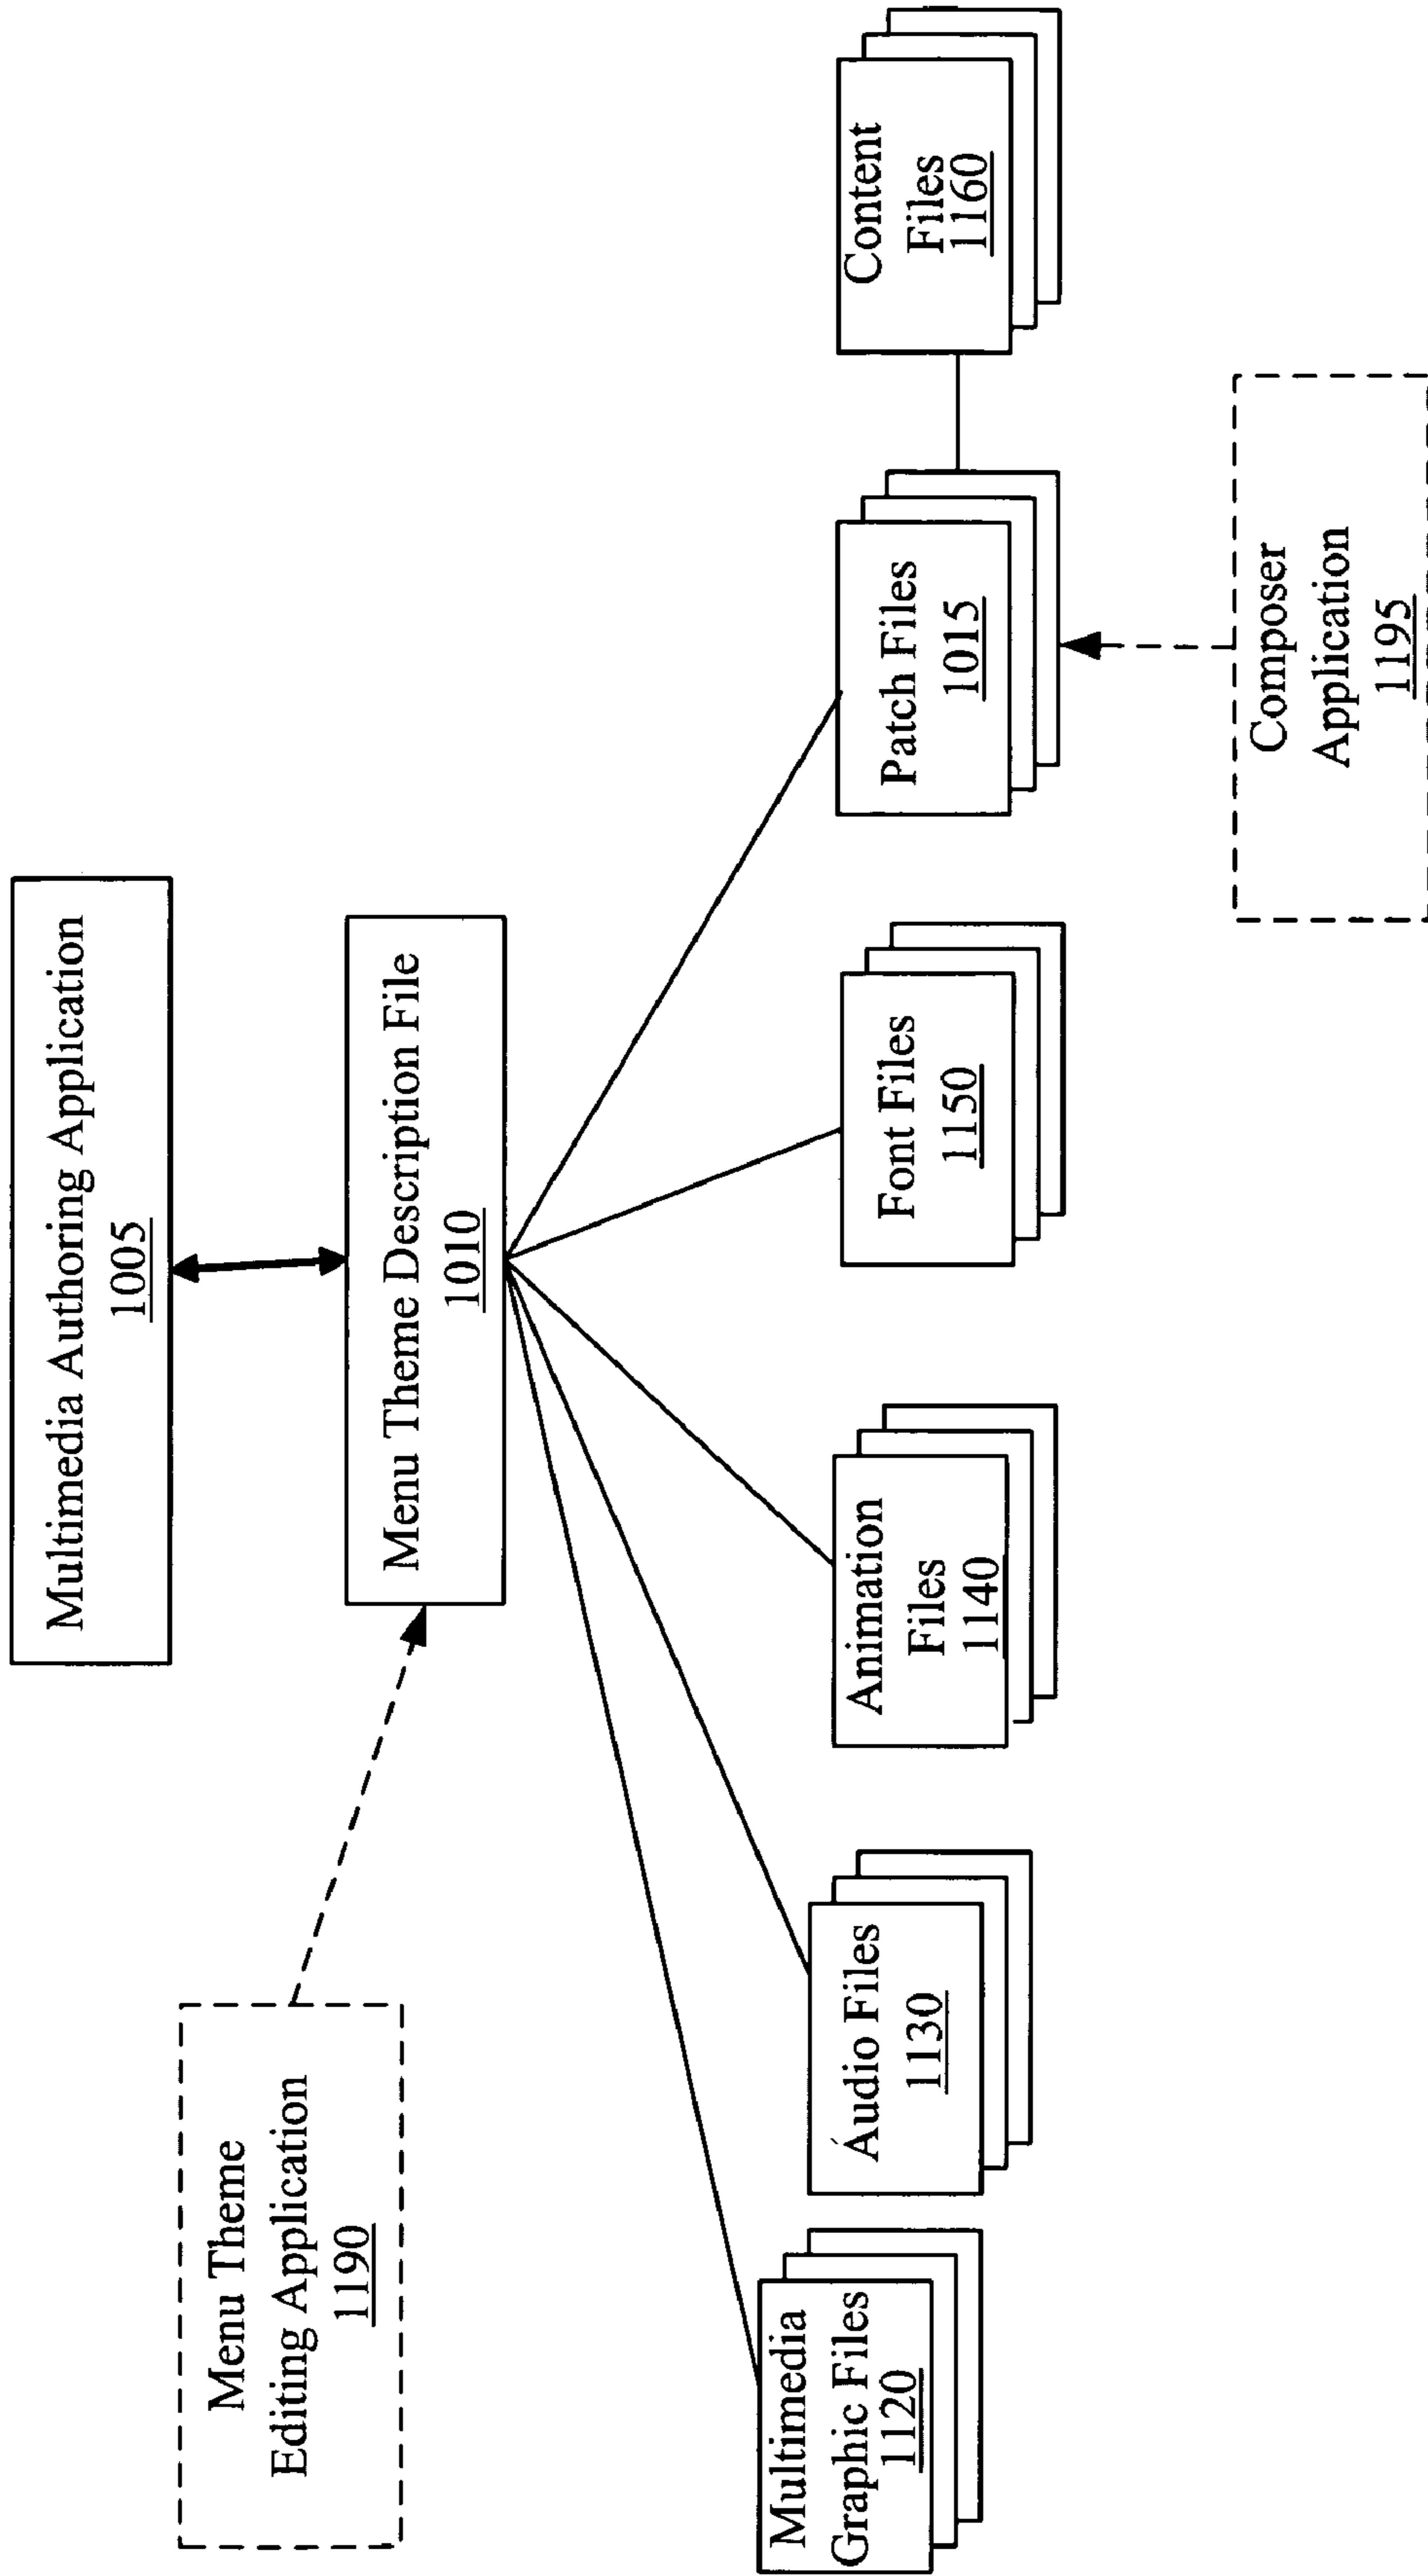 Multimedia Authoring Application
1005
Menu Theme
Editing Application
1190
Menu Theme Description File
1010
Multimedia
Graphic Files
1120
Audio Files
1130
Animation
Files
1140
Font Files
1150
Patch Files
1015
Content
Files
1160
Composer
Application
1195